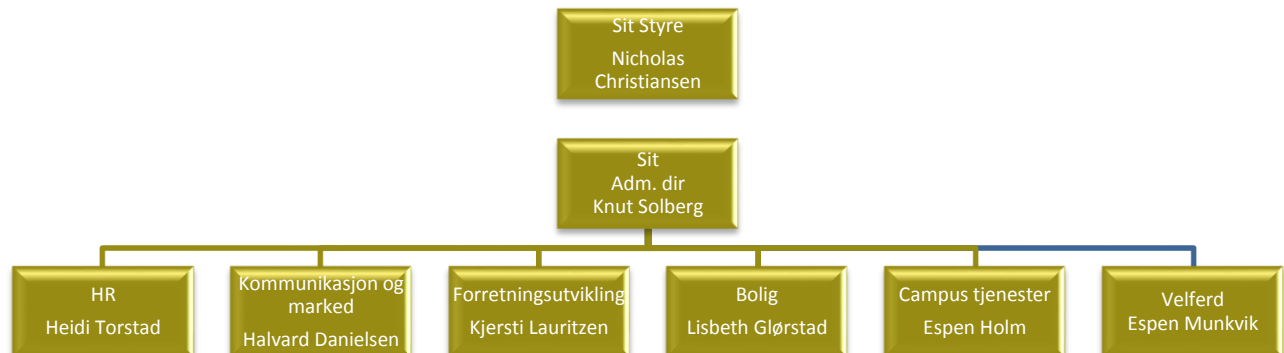 Sit Styre
Nicholas
Christiansen
Sit
Adm. dir
Knut Solberg
HR
Heidi Torstad
Kommunikasjon og
marked
Halvard Danielsen
Forretningsutvikling
Kjersti Lauritzen
Bolig
Lisbeth Glørstad
Campus tjenester
Espen Holm
Velferd
Espen Munkvik